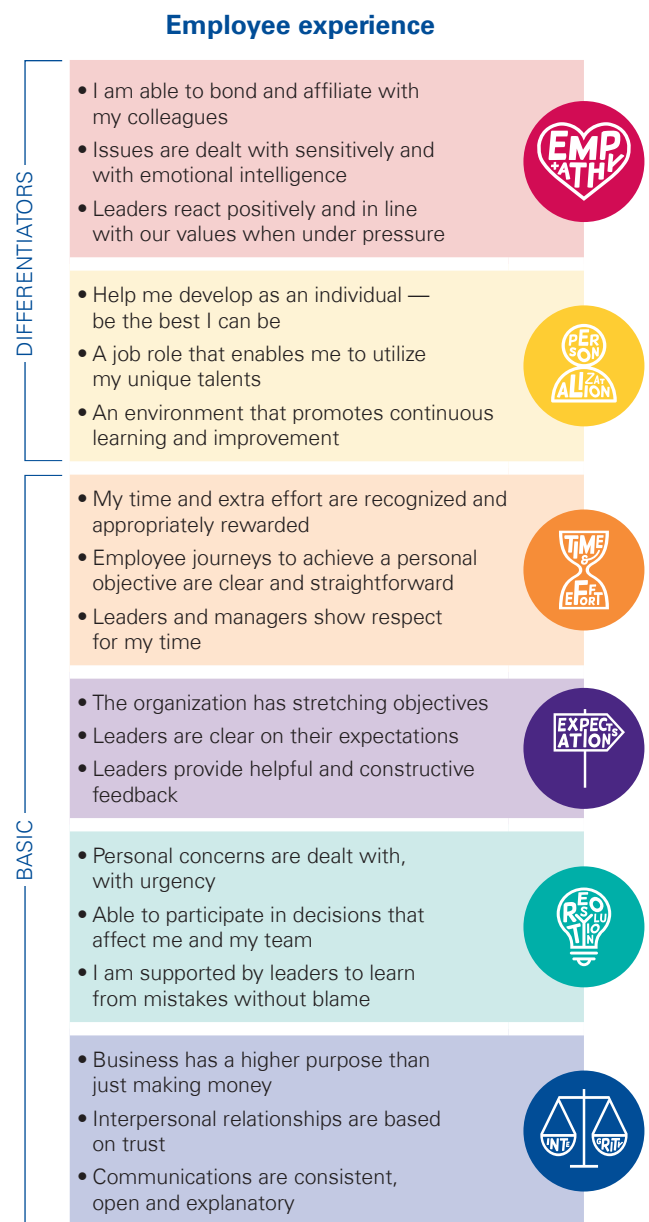 Employee experience
DIFFERENTIATORS
• I am able to bond and affiliate with
my colleagues
• Issues are dealt with sensitively and
with emotional intelligence
• Leaders react positively and in line
with our values when under pressure
EMP
ATHY
• Help me develop as an individual —
be the best I can be
• A job role that enables me to utilize
my unique talents
• An environment that promotes continuous
learning and improvement
PER
SON
ALIZAT
ION
BASIC
• My time and extra effort are recognized and
appropriately rewarded
• Employee journeys to achieve a personal
objective are clear and straightforward
• Leaders and managers show respect
for my time
TIME
&
EFFORT
• The organization has stretching objectives
• Leaders are clear on their expectations
• Leaders provide helpful and constructive
feedback
EXPECT
ATIONS
• Personal concerns are dealt with,
with urgency
• Able to participate in decisions that
affect me and my team
• I am supported by leaders to learn
from mistakes without blame
RESOLUTION
• Business has a higher purpose than
just making money
• Interpersonal relationships are based
on trust
• Communications are consistent,
open and explanatory
INTE GRITY